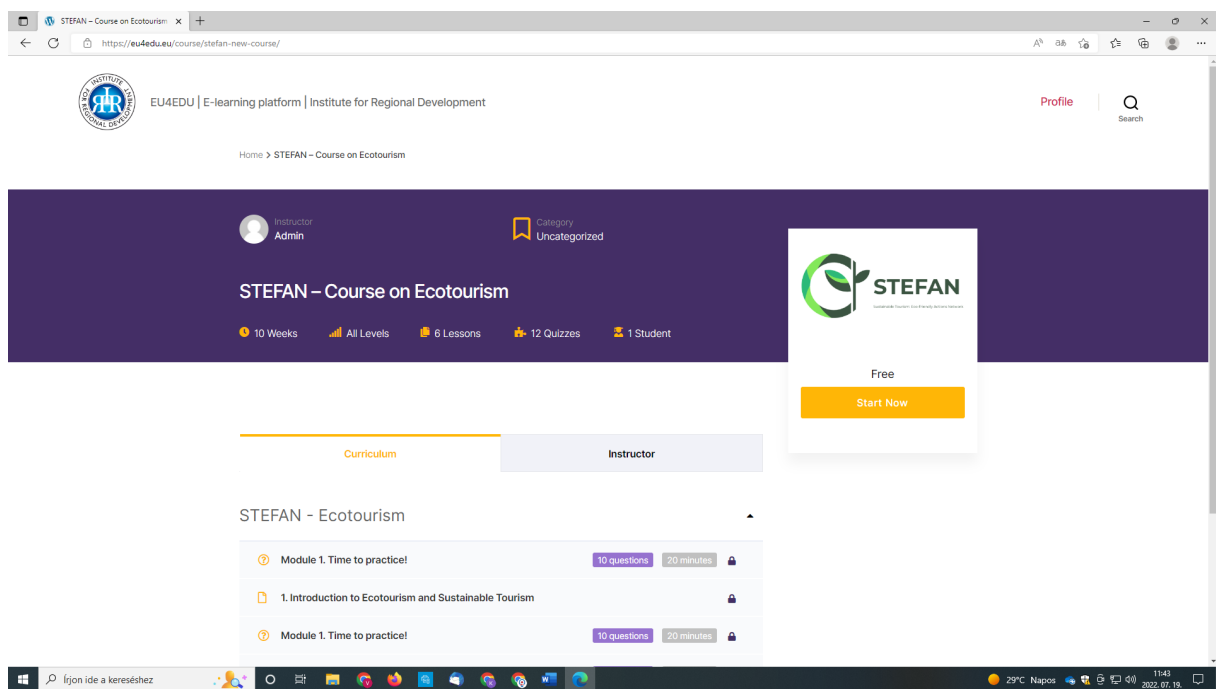 STEFAN – Course on Ecotourism
https://eu4edu.eu/course/stefan-new-course/
INSTITUTE FOR REGIONAL DEVELOPMENT
EU4EDU | E-learning platform | Institute for Regional Development
Profile
Search
Home > STEFAN – Course on Ecotourism
Instructor
Admin
Category
Uncategorized
STEFAN – Course on Ecotourism
10 Weeks All Levels 6 Lessons 12 Quizzes 1 Student
STEFAN
Free
Start Now
Curriculum Instructor
STEFAN - Ecotourism
Module 1. Time to practice! 10 questions 20 minutes
1. Introduction to Ecotourism and Sustainable Tourism
Module 1. Time to practice! 10 questions 20 minutes
Írjon ide a kereséshez
29°C Napos
11:43
2022. 07. 19.